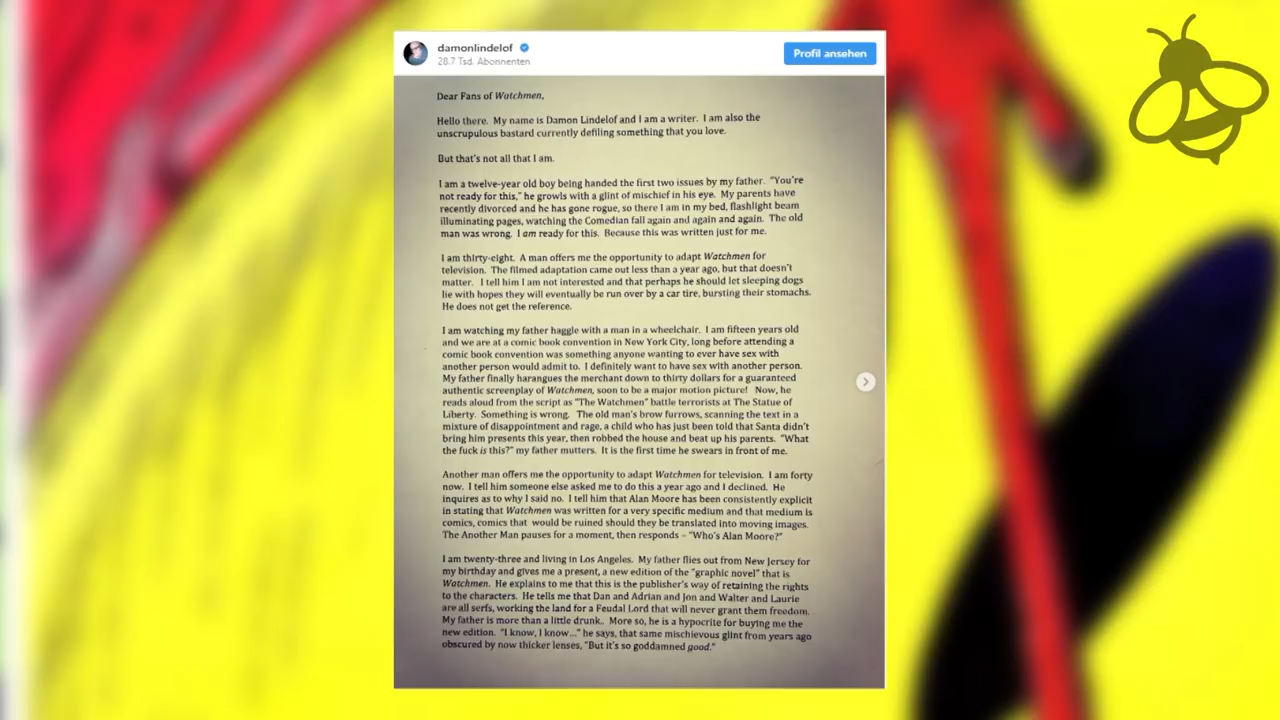 damonlindelof
28.7 Tsd. Abonnenten
Profil ansehen
Dear Fans of Watchmen,
Hello there. My name is Damon Lindelof and I am a writer. I am also the
unscrupulous bastard currently defiling something that you love.
But that's not all that I am.
I am a twelve-year old boy being handed the first two issues by my father. "You're
not ready for this," he growls with a glint of mischief in his eye. My parents have
recently divorced and he has gone rogue, so there I am in my bed, flashlight beam
illuminating pages, watching the Comedian fall again and again and again. The old
man was wrong. I am ready for this. Because this was written just for me.
I am thirty-eight. A man offers me the opportunity to adapt Watchmen for
television. The filmed adaptation came out less than a year ago, but that doesn't
matter. I tell him I am not interested and that perhaps he should let sleeping dogs
lie with hopes they will eventually be run over by a car tire, bursting their stomachs.
He does not get the reference.
I am watching my father haggle with a man in a wheelchair. I am fifteen years old
and we are at a comic book convention in New York City, long before attending a
comic book convention was something anyone wanting to ever have sex with
another person would admit to. I definitely want to have sex with another person.
My father finally harangues the merchant down to thirty dollars for a guaranteed
authentic screenplay of Watchmen, soon to be a major motion picture! Now, he
reads aloud from the script as "The Watchmen" battle terrorists at The Statue of
Liberty. Something is wrong. The old man's brow furrows, scanning the text in a
mixture of disappointment and rage, a child who has just been told that Santa didn't
bring him presents this year, then robbed the house and beat up his parents. "What
the fuck is this?" my father mutters. It is the first time he swears in front of me.
Another man offers me the opportunity to adapt Watchmen for television. I am forty
now. I tell him someone else asked me to do this a year ago and I declined. He
inquires as to why I said no. I tell him that Alan Moore has been consistently explicit
in stating that Watchmen was written for a very specific medium and that medium is
comics, comics that would be ruined should they be translated into moving images.
The Another Man pauses for a moment, then responds – "Who's Alan Moore?"
I am twenty-three and living in Los Angeles. My father flies out from New Jersey for
my birthday and gives me a present, a new edition of the "graphic novel" that is
Watchmen. He explains to me that this is the publisher's way of retaining the rights
to the characters. He tells me that Dan and Adrian and Jon and Walter and Laurie
are all serfs, working the land for a Feudal Lord that will never grant them freedom.
My father is more than a little drunk. More so, he is a hypocrite for buying me the
new edition. "I know, I know..." he says, that same mischievous glint from years ago
obscured by now thicker lenses, "But it's so goddamned good."